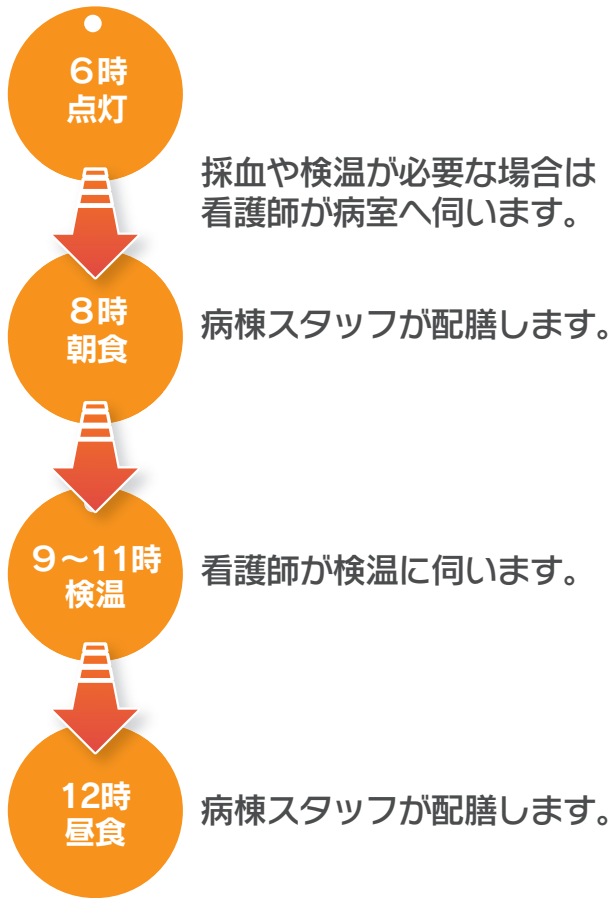 6時
点灯
採血や検温が必要な場合は
看護師が病室へ伺います。
8時
朝食
病棟スタッフが配膳します。
9~11時
検温
看護師が検温に伺います。
12時
昼食
病棟スタッフが配膳します。